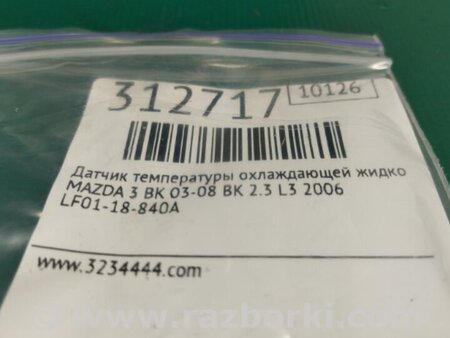 312717 10126
Датчик температуры охлаждающей жидко
MAZDA 3 BK 03-08 BK 2.3 L3 2006
LF01-18-840A
www.3234444.com
www.razborki.com